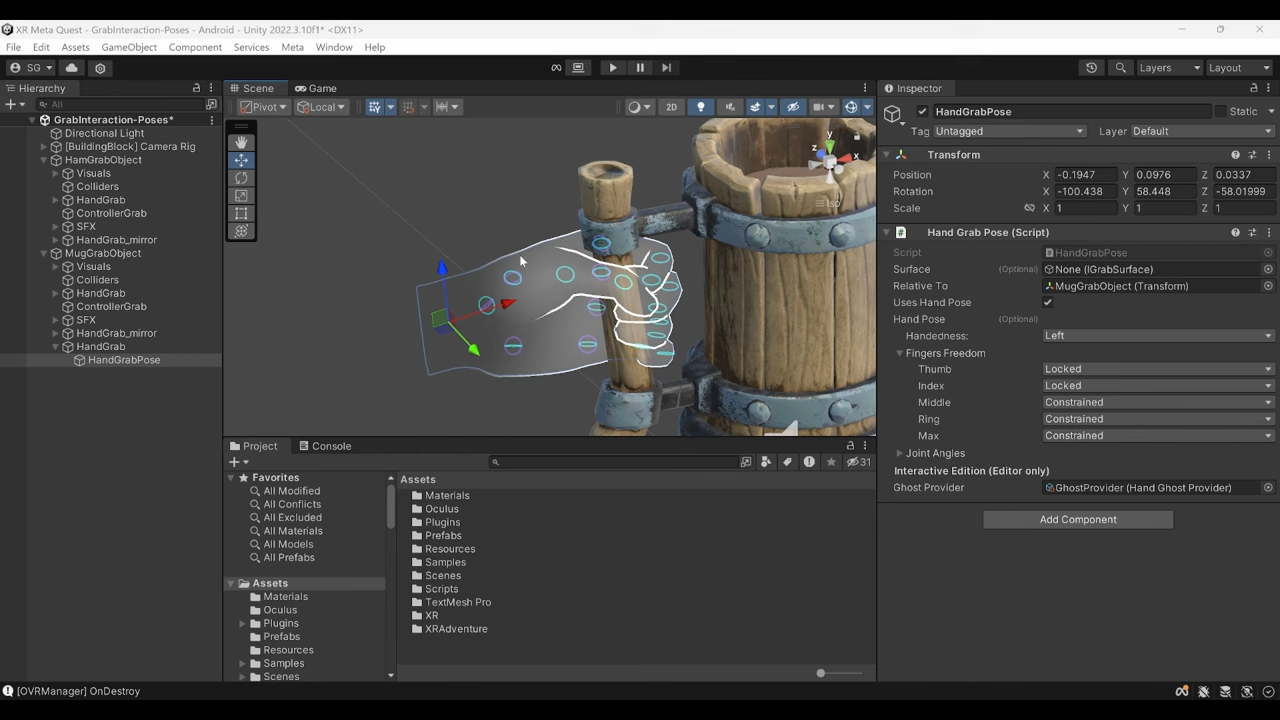 XR Meta Quest - GrabInteraction-Poses - Android - Unity 2022.3.10f1* <DX11>
File Edit Assets GameObject Component Services Meta Window Help
SG
Layers
Layout
Hierarchy
All
GrabInteraction-Poses*
Directional Light
[BuildingBlock] Camera Rig
HamGrabObject
Visuals
Colliders
HandGrab
ControllerGrab
SFX
HandGrab_mirror
MugGrabObject
Visuals
Colliders
HandGrab
ControllerGrab
SFX
HandGrab_mirror
HandGrab
HandGrabPose
Scene Game
Pivot Local 2D
y
z
x
Iso
Project Console
31
Favorites
All Modified
All Conflicts
All Excluded
All Materials
All Models
All Prefabs
Assets
Materials
Oculus
Plugins
Prefabs
Resources
Samples
Scenes
Assets
Materials
Oculus
Plugins
Prefabs
Resources
Samples
Scenes
Scripts
TextMesh Pro
XR
XRAdventure
Inspector
HandGrabPose Static
Tag Untagged Layer Default
Transform
Position X -0.1947 Y 0.0976 Z 0.0337
Rotation X -100.438 Y 58.448 Z -58.01999
Scale X 1 Y 1 Z 1
# Hand Grab Pose (Script)
Script HandGrabPose
Surface (Optional) None (IGrabSurface)
Relative To MugGrabObject (Transform)
Uses Hand Pose
Hand Pose (Optional)
Handedness: Left
Fingers Freedom
Thumb Locked
Index Locked
Middle Constrained
Ring Constrained
Max Constrained
Joint Angles
Interactive Edition (Editor only)
Ghost Provider GhostProvider (Hand Ghost Provider)
Add Component
[OVRManager] OnDestroy